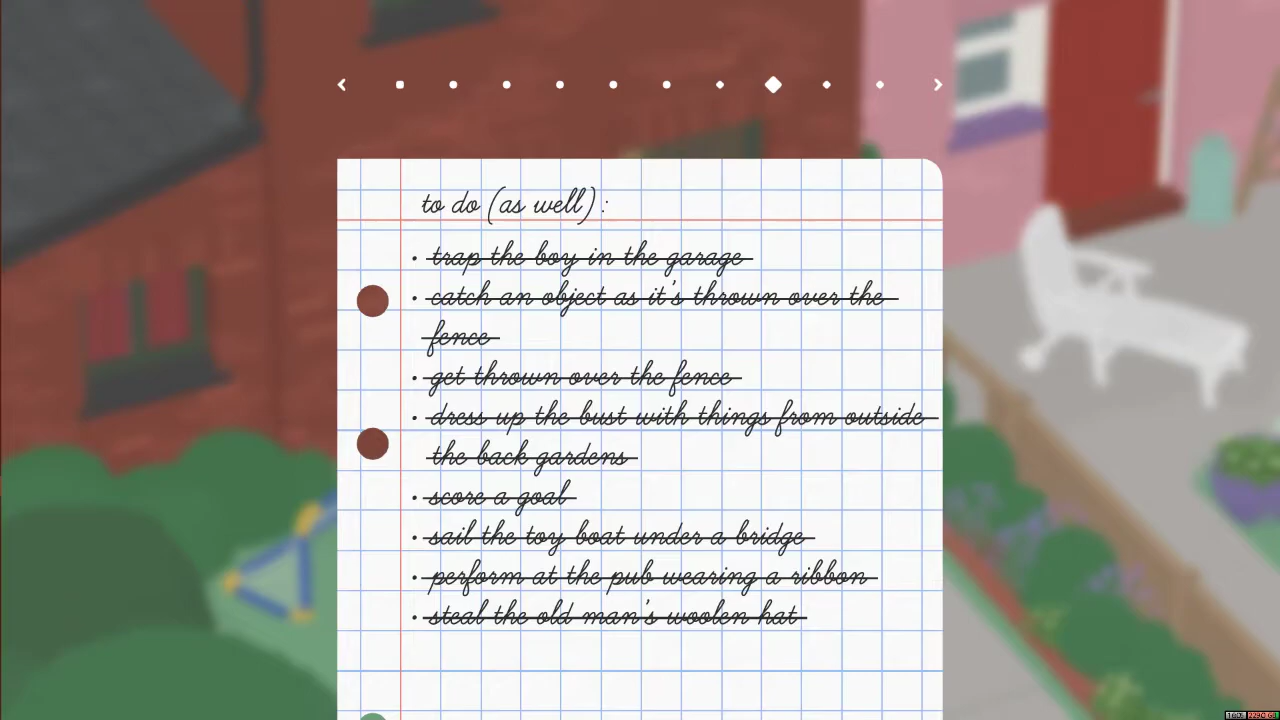 to do (as well) :
• trap the boy in the garage
• catch an object as it's thrown over the
fence
• get thrown over the fence
• dress up the bust with things from outside
the back gardens
• score a goal
• sail the toy boat under a bridge
• perform at the pub wearing a ribbon
• steal the old man's woolen hat